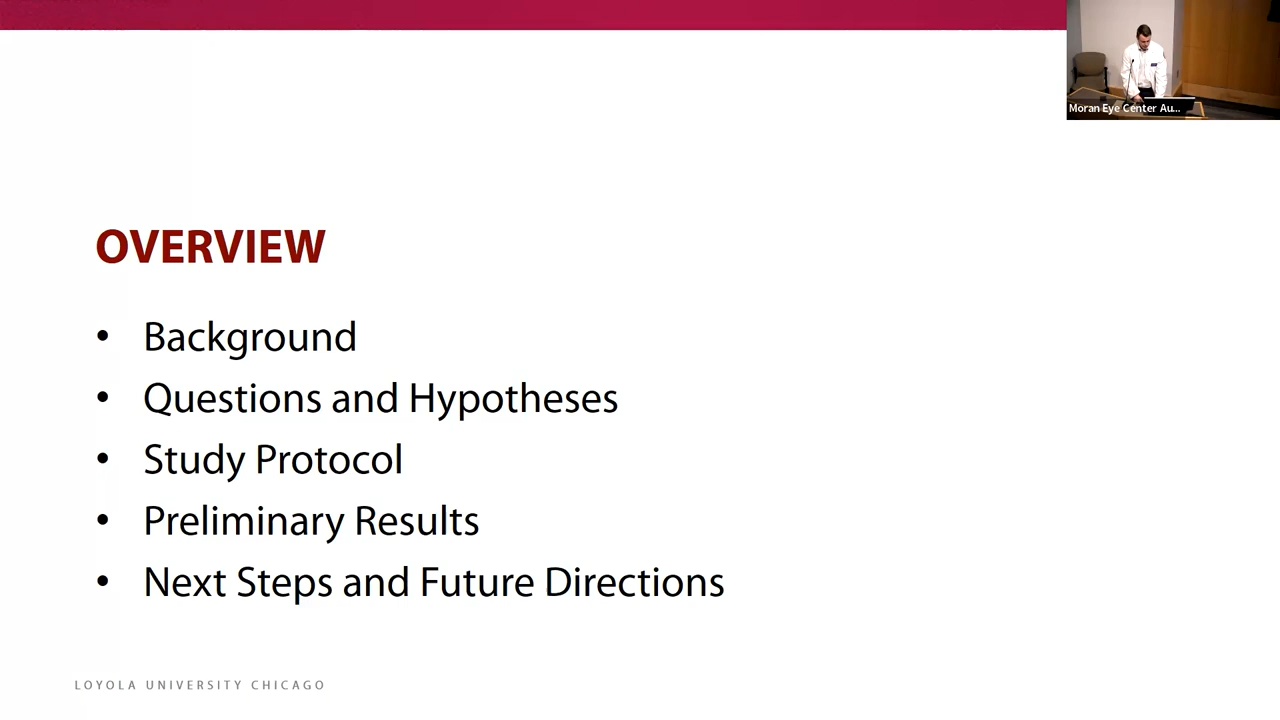 Moran Eye Center Au...
OVERVIEW
• Background
• Questions and Hypotheses
• Study Protocol
• Preliminary Results
• Next Steps and Future Directions
LOYOLA UNIVERSITY CHICAGO